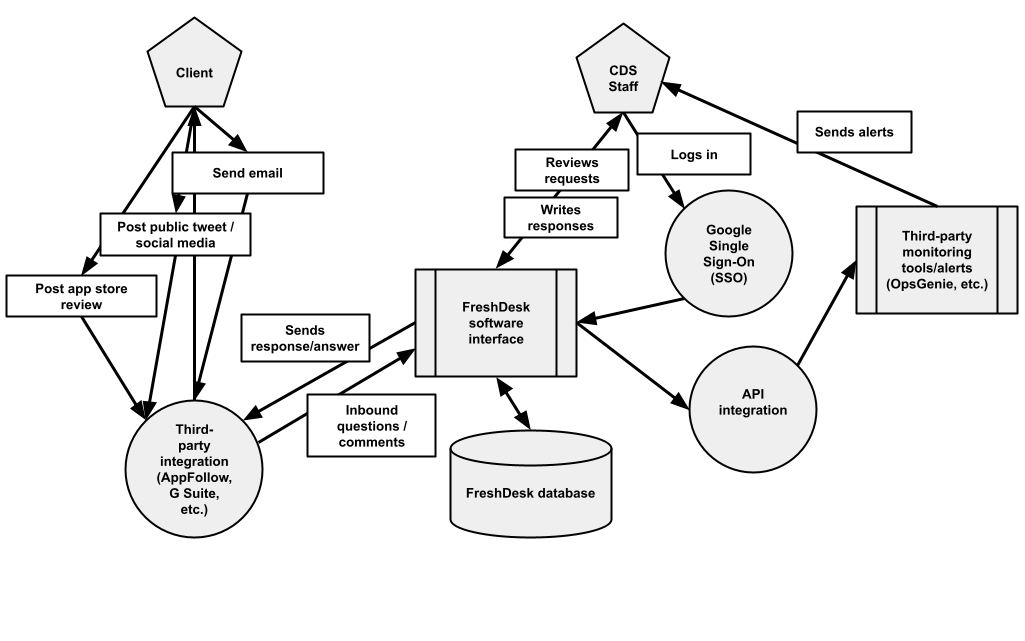 Client
CDS
Staff
Sends alerts
Send email
Reviews
requests
Logs in
Post public tweet /
social media
Writes
responses
Google
Single
Sign-On
(SSO)
Third-party
monitoring
tools/alerts
(OpsGenie, etc.)
Post app store
review
Sends
response/answer
FreshDesk
software
interface
API
integration
Inbound
questions /
comments
Third-
party
integration
(AppFollow,
G Suite,
etc.)
FreshDesk database